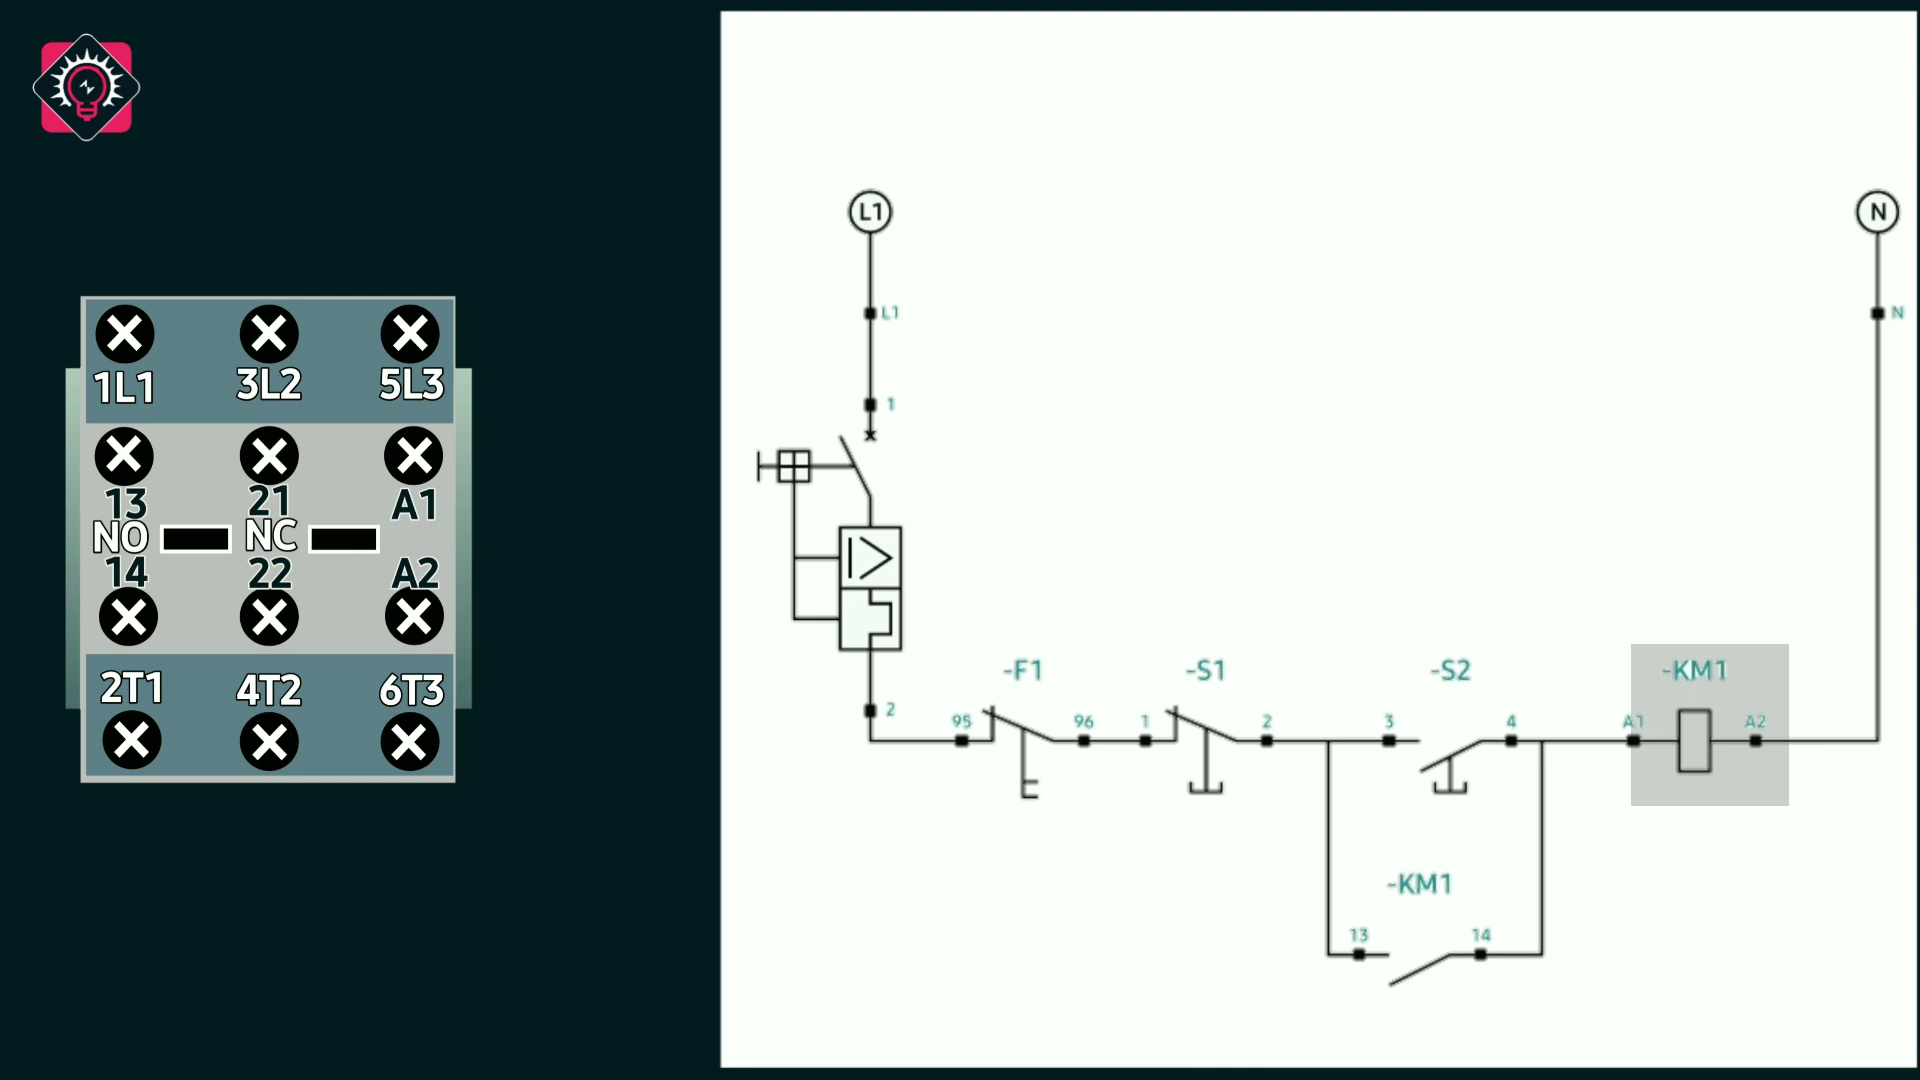 1L1 3L2 5L3
13 21 A1
NO NC
14 22 A2
2T1 4T2 6T3
L1
N
L1
N
1
2
-F1 -S1 -S2 -KM1
95 96 1 2 3 4 A1 A2
-KM1
13 14